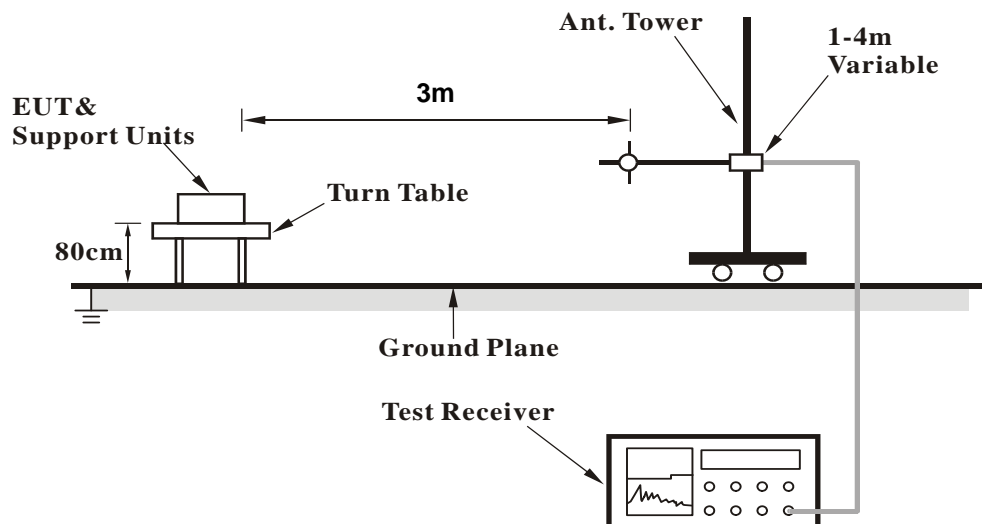 Ant. Tower
1-4m
Variable
3m
EUT&
Support Units
Turn Table
80cm
Ground Plane
Test Receiver